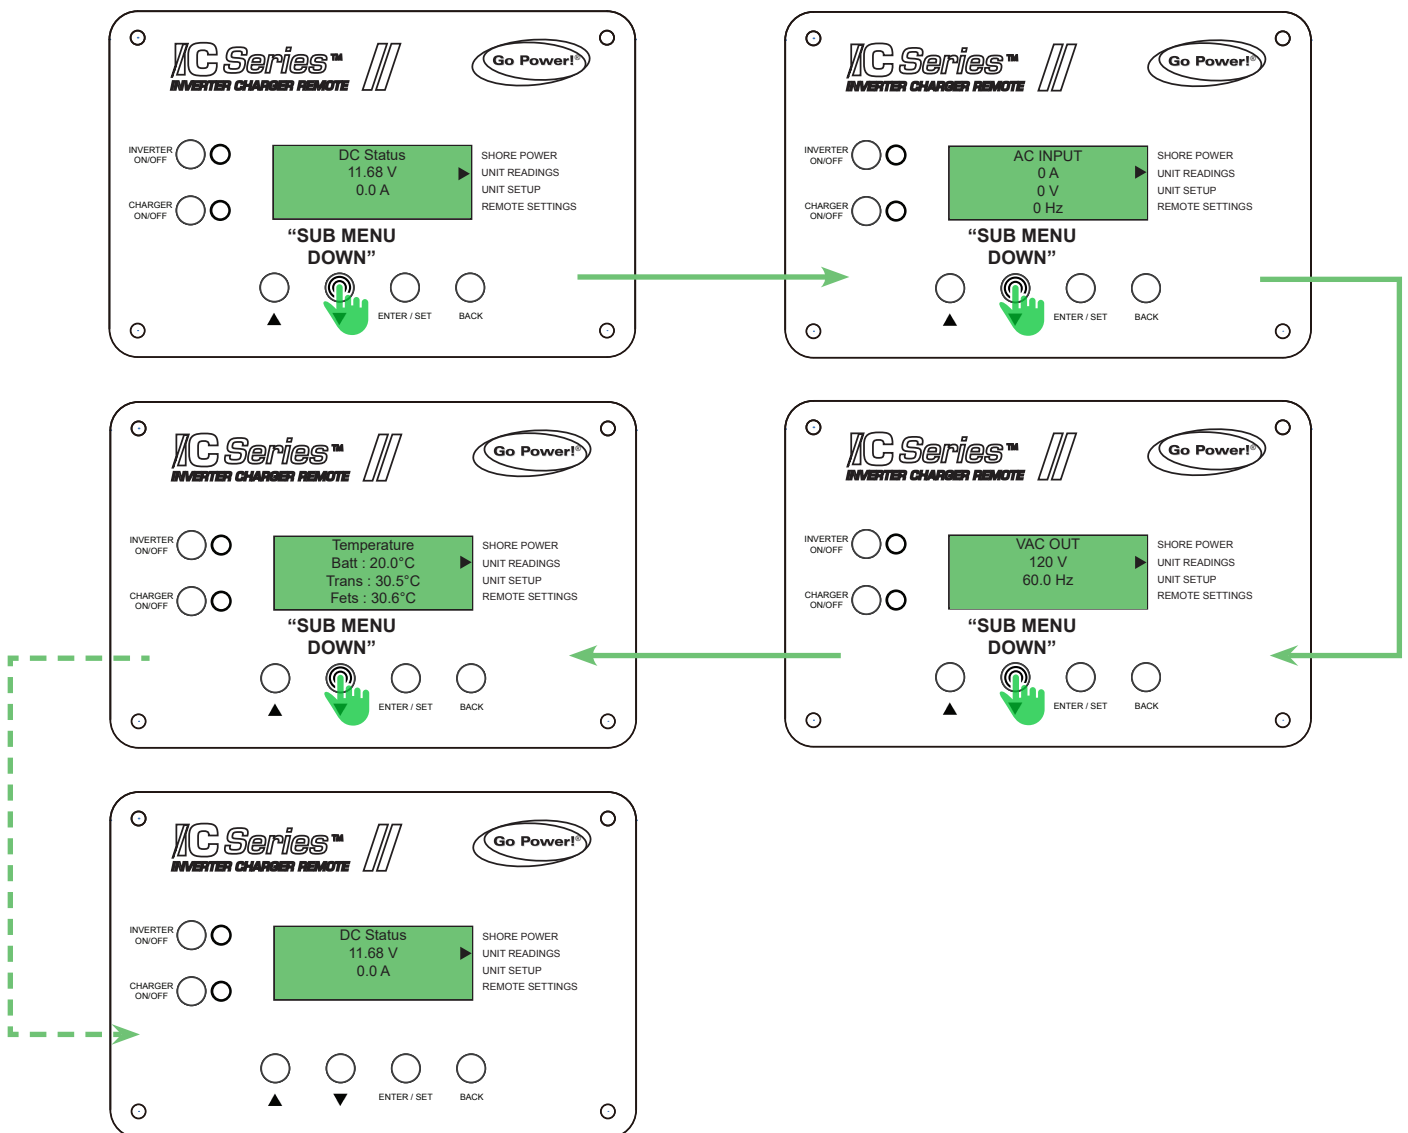 IC Series™
INVERTER CHARGER REMOTE
Go Power!®
INVERTER
ON/OFF
CHARGER
ON/OFF
DC Status
11.68 V
0.0 A
SHORE POWER
UNIT READINGS
UNIT SETUP
REMOTE SETTINGS
“SUB MENU
DOWN”
▲
▼
ENTER / SET
BACK
IC Series™
INVERTER CHARGER REMOTE
Go Power!®
INVERTER
ON/OFF
CHARGER
ON/OFF
AC INPUT
0 A
0 V
0 Hz
SHORE POWER
UNIT READINGS
UNIT SETUP
REMOTE SETTINGS
“SUB MENU
DOWN”
▲
▼
ENTER / SET
BACK
IC Series™
INVERTER CHARGER REMOTE
Go Power!®
INVERTER
ON/OFF
CHARGER
ON/OFF
VAC OUT
120 V
60.0 Hz
SHORE POWER
UNIT READINGS
UNIT SETUP
REMOTE SETTINGS
“SUB MENU
DOWN”
▲
▼
ENTER / SET
BACK
IC Series™
INVERTER CHARGER REMOTE
Go Power!®
INVERTER
ON/OFF
CHARGER
ON/OFF
Temperature
Batt : 20.0°C
Trans : 30.5°C
Fets : 30.6°C
SHORE POWER
UNIT READINGS
UNIT SETUP
REMOTE SETTINGS
“SUB MENU
DOWN”
▲
▼
ENTER / SET
BACK
IC Series™
INVERTER CHARGER REMOTE
Go Power!®
INVERTER
ON/OFF
CHARGER
ON/OFF
DC Status
11.68 V
0.0 A
SHORE POWER
UNIT READINGS
UNIT SETUP
REMOTE SETTINGS
▲
▼
ENTER / SET
BACK